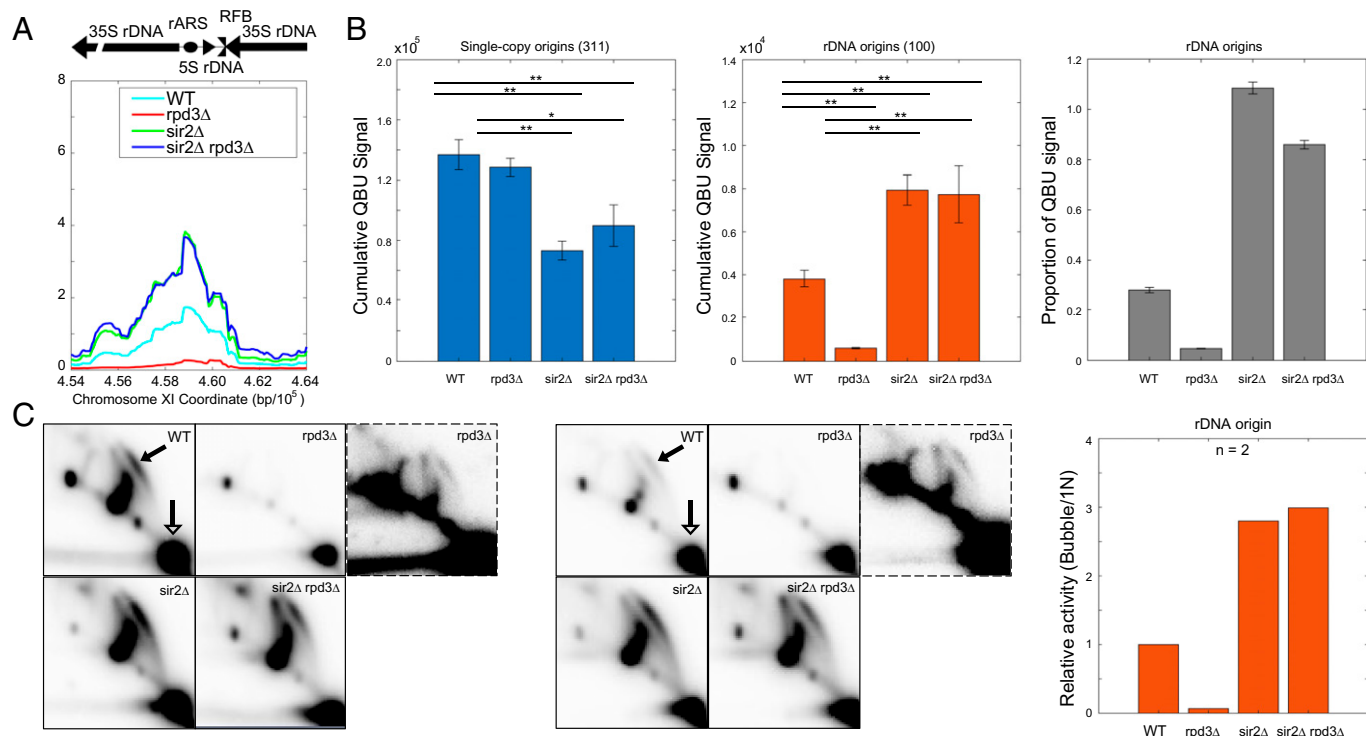 A
35S rDNA
rARS
RFB
35S rDNA
5S rDNA
8
6
4
2
0
WT
rpd3Δ
sir2Δ
sir2Δ rpd3Δ
4.54
4.56
4.58
4.60
4.62
4.64
Chromosome XI Coordinate (bp/10⁵)
B
x10⁵
Single-copy origins (311)
Cumulative QBU Signal
2.0
1.6
1.2
0.8
0.4
0
**
**
*
**
WT
rpd3Δ
sir2Δ
sir2Δ rpd3Δ
x10⁴
rDNA origins (100)
Cumulative QBU Signal
1.4
1.2
1.0
0.8
0.6
0.4
0.2
0
**
**
**
**
**
WT
rpd3Δ
sir2Δ
sir2Δ rpd3Δ
rDNA origins
Proportion of QBU signal
1.2
1.0
0.8
0.6
0.4
0.2
0
WT
rpd3Δ
sir2Δ
sir2Δ rpd3Δ
C
WT
rpd3Δ
rpd3Δ
sir2Δ
sir2Δ rpd3Δ
WT
rpd3Δ
rpd3Δ
sir2Δ
sir2Δ rpd3Δ
rDNA origin
n = 2
Relative activity (Bubble/1N)
4
3
2
1
0
WT
rpd3Δ
sir2Δ
sir2Δ rpd3Δ